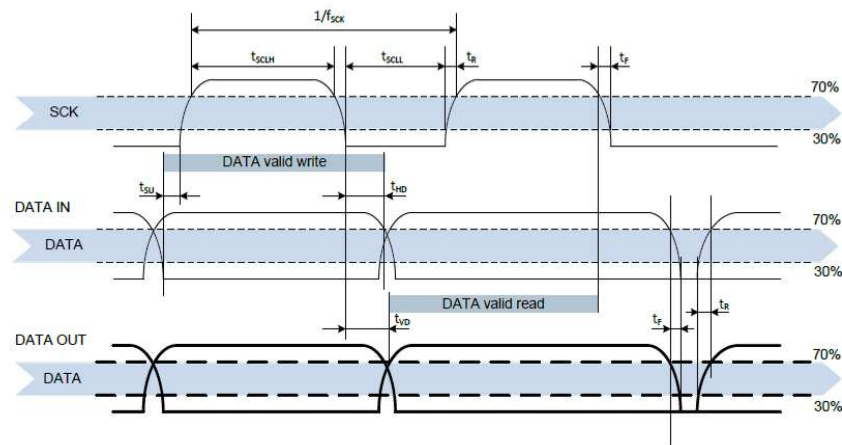 1/fSCK
tSCLH
tSCLL
tR
tF
70%
SCK
30%
DATA valid write
tSU
tHD
DATA IN
70%
DATA
30%
DATA valid read
tVD
tF
tR
DATA OUT
70%
DATA
30%